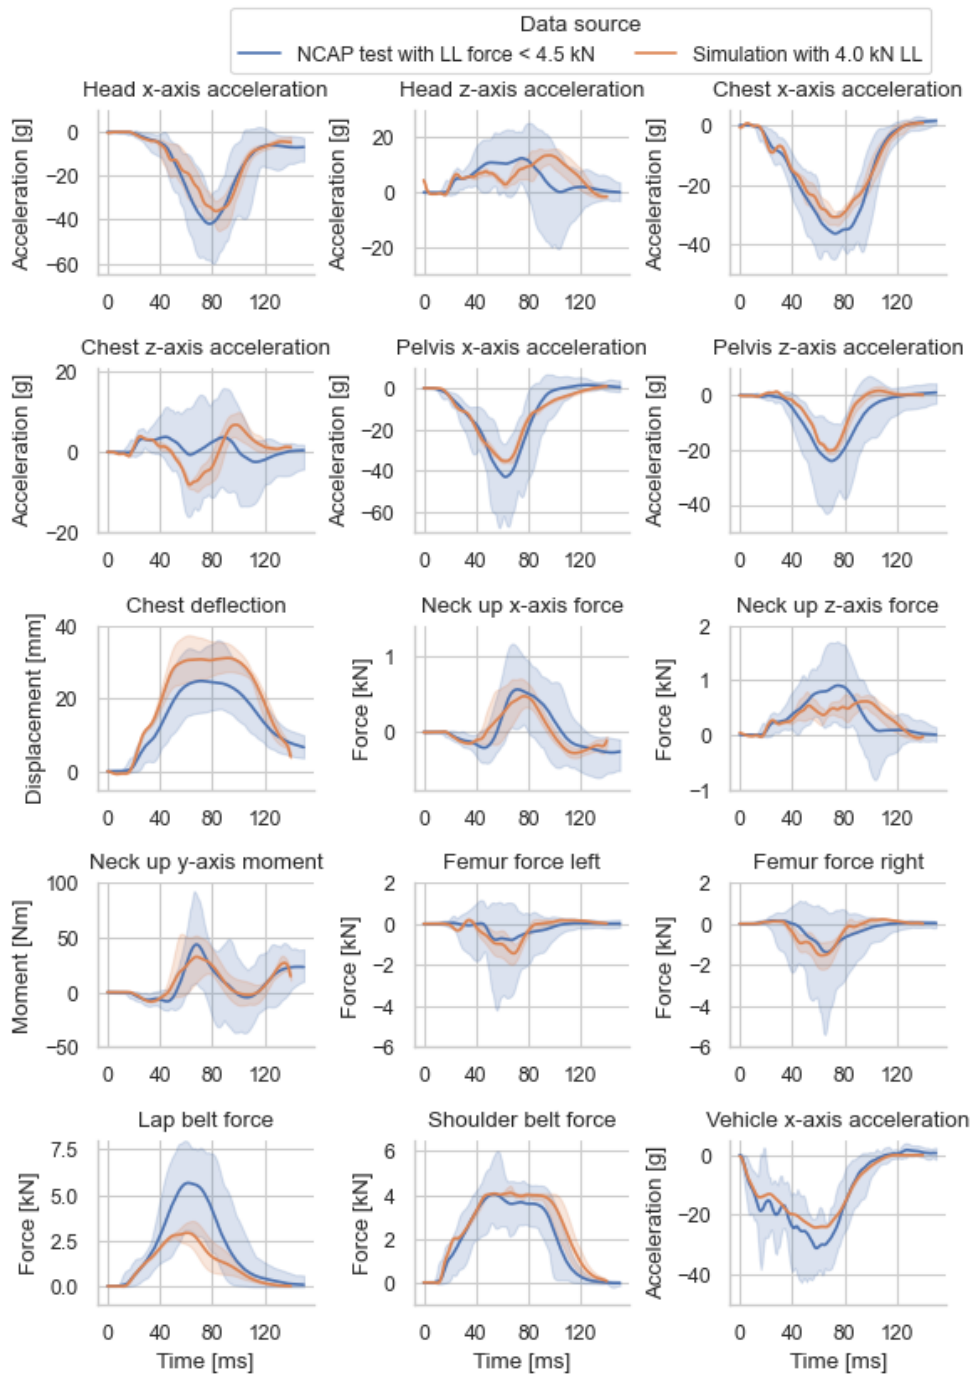 Data source
NCAP test with LL force < 4.5 kN
Simulation with 4.0 kN LL
Head x-axis acceleration
Head z-axis acceleration
Chest x-axis acceleration
Acceleration [g]
0
−20
−40
−60
0 40 80 120
Acceleration [g]
20
0
−20
0 40 80 120
Acceleration [g]
0
−20
−40
0 40 80 120
Chest z-axis acceleration
Pelvis x-axis acceleration
Pelvis z-axis acceleration
Acceleration [g]
20
0
−20
0 40 80 120
Acceleration [g]
0
−20
−40
−60
0 40 80 120
Acceleration [g]
0
−20
−40
0 40 80 120
Chest deflection
Neck up x-axis force
Neck up z-axis force
Displacement [mm]
40
20
0
0 40 80 120
Force [kN]
1
0
0 40 80 120
Force [kN]
2
1
0
−1
0 40 80 120
Neck up y-axis moment
Femur force left
Femur force right
Moment [Nm]
100
50
0
−50
0 40 80 120
Force [kN]
2
0
−2
−4
−6
0 40 80 120
Force [kN]
2
0
−2
−4
−6
0 40 80 120
Lap belt force
Shoulder belt force
Vehicle x-axis acceleration
Force [kN]
7.5
5.0
2.5
0.0
0 40 80 120
Time [ms]
Force [kN]
6
4
2
0
0 40 80 120
Time [ms]
Acceleration [g]
0
−20
−40
0 40 80 120
Time [ms]